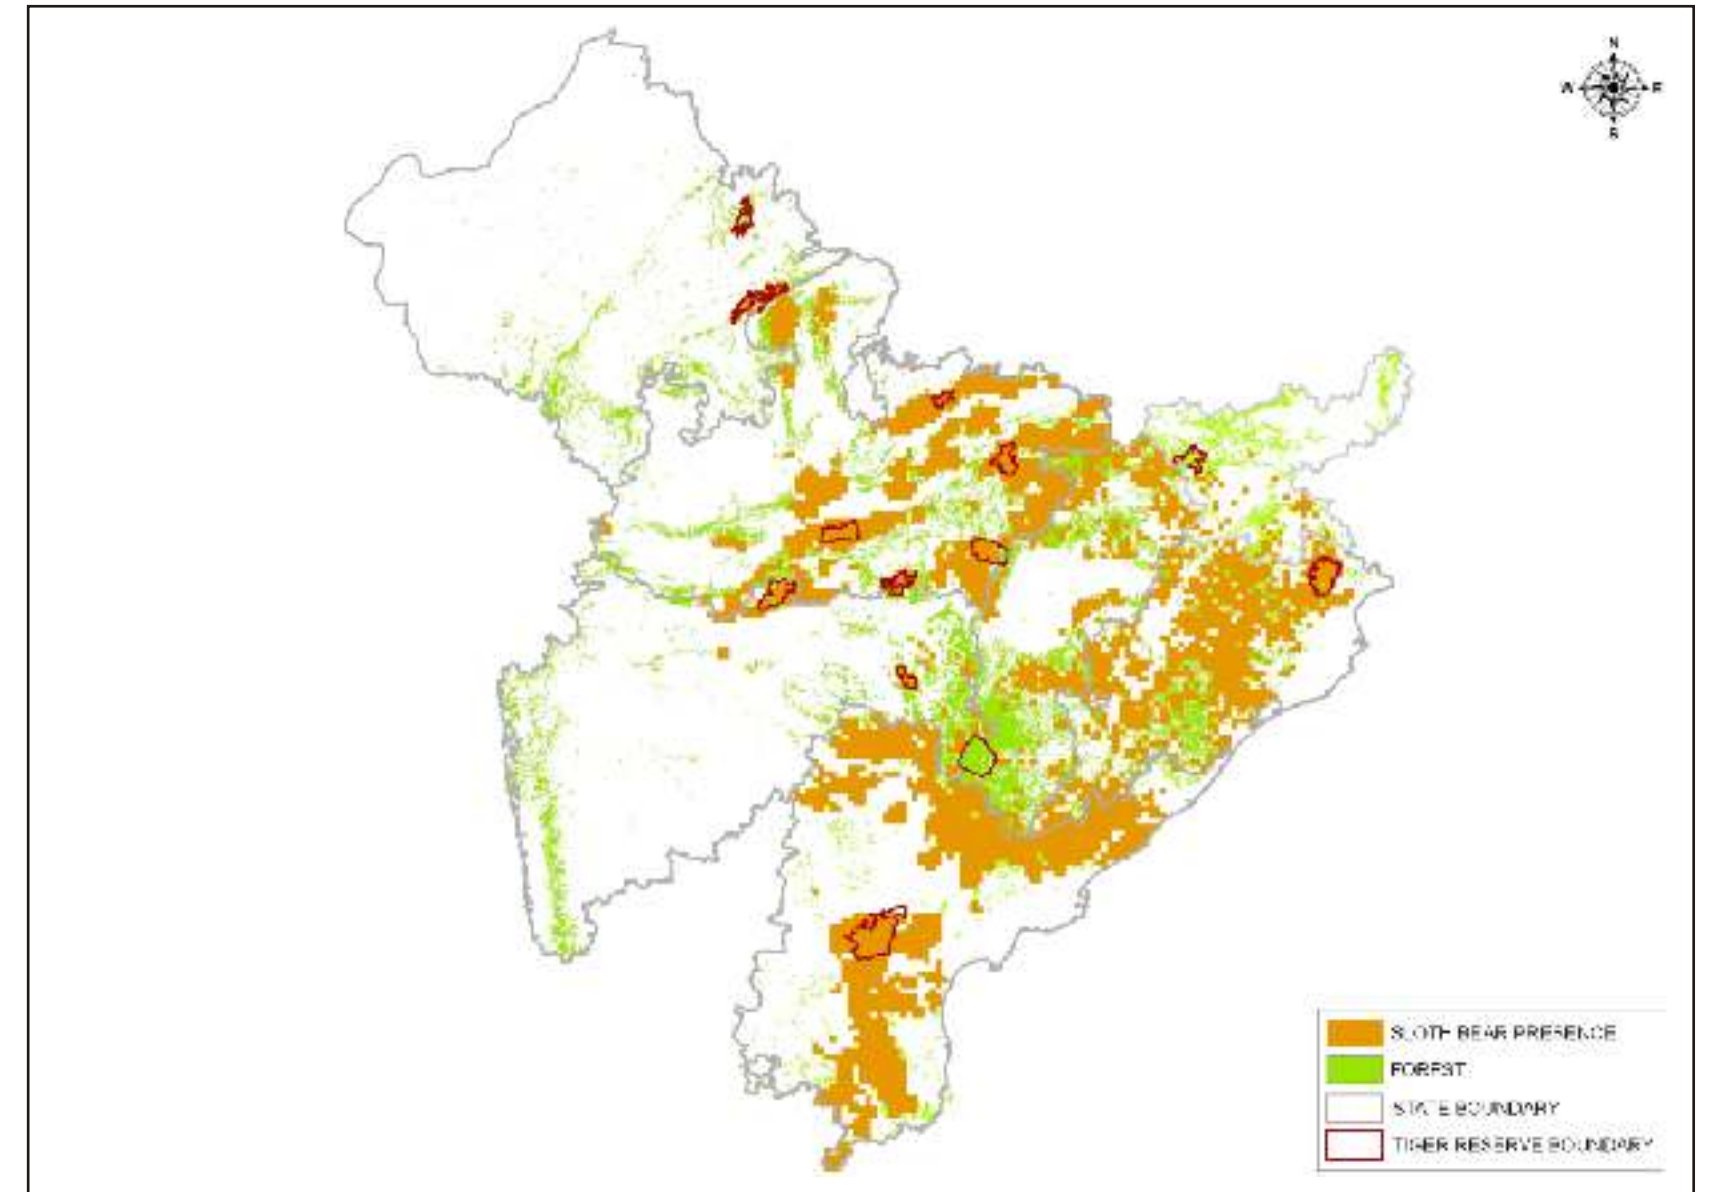 N
W E
S
SLOTH BEAR PRESENCE
FOREST
STATE BOUNDARY
TIGER RESERVE BOUNDARY